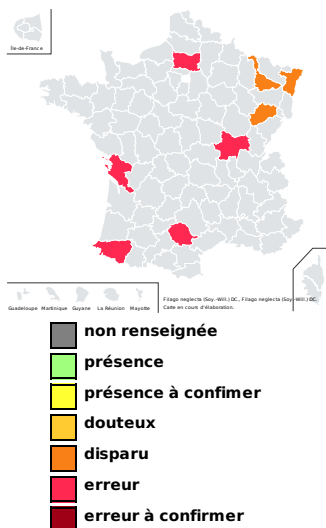 Île-de-France
Guadeloupe Martinique Guyane La Réunion Mayotte
Filago neglecta (Soy.-Will.) DC., Filago neglecta (Soy.-Will.) DC.
Carte en cours d'élaboration.
non renseignée
présence
présence à confimer
douteux
disparu
erreur
erreur à confirmer